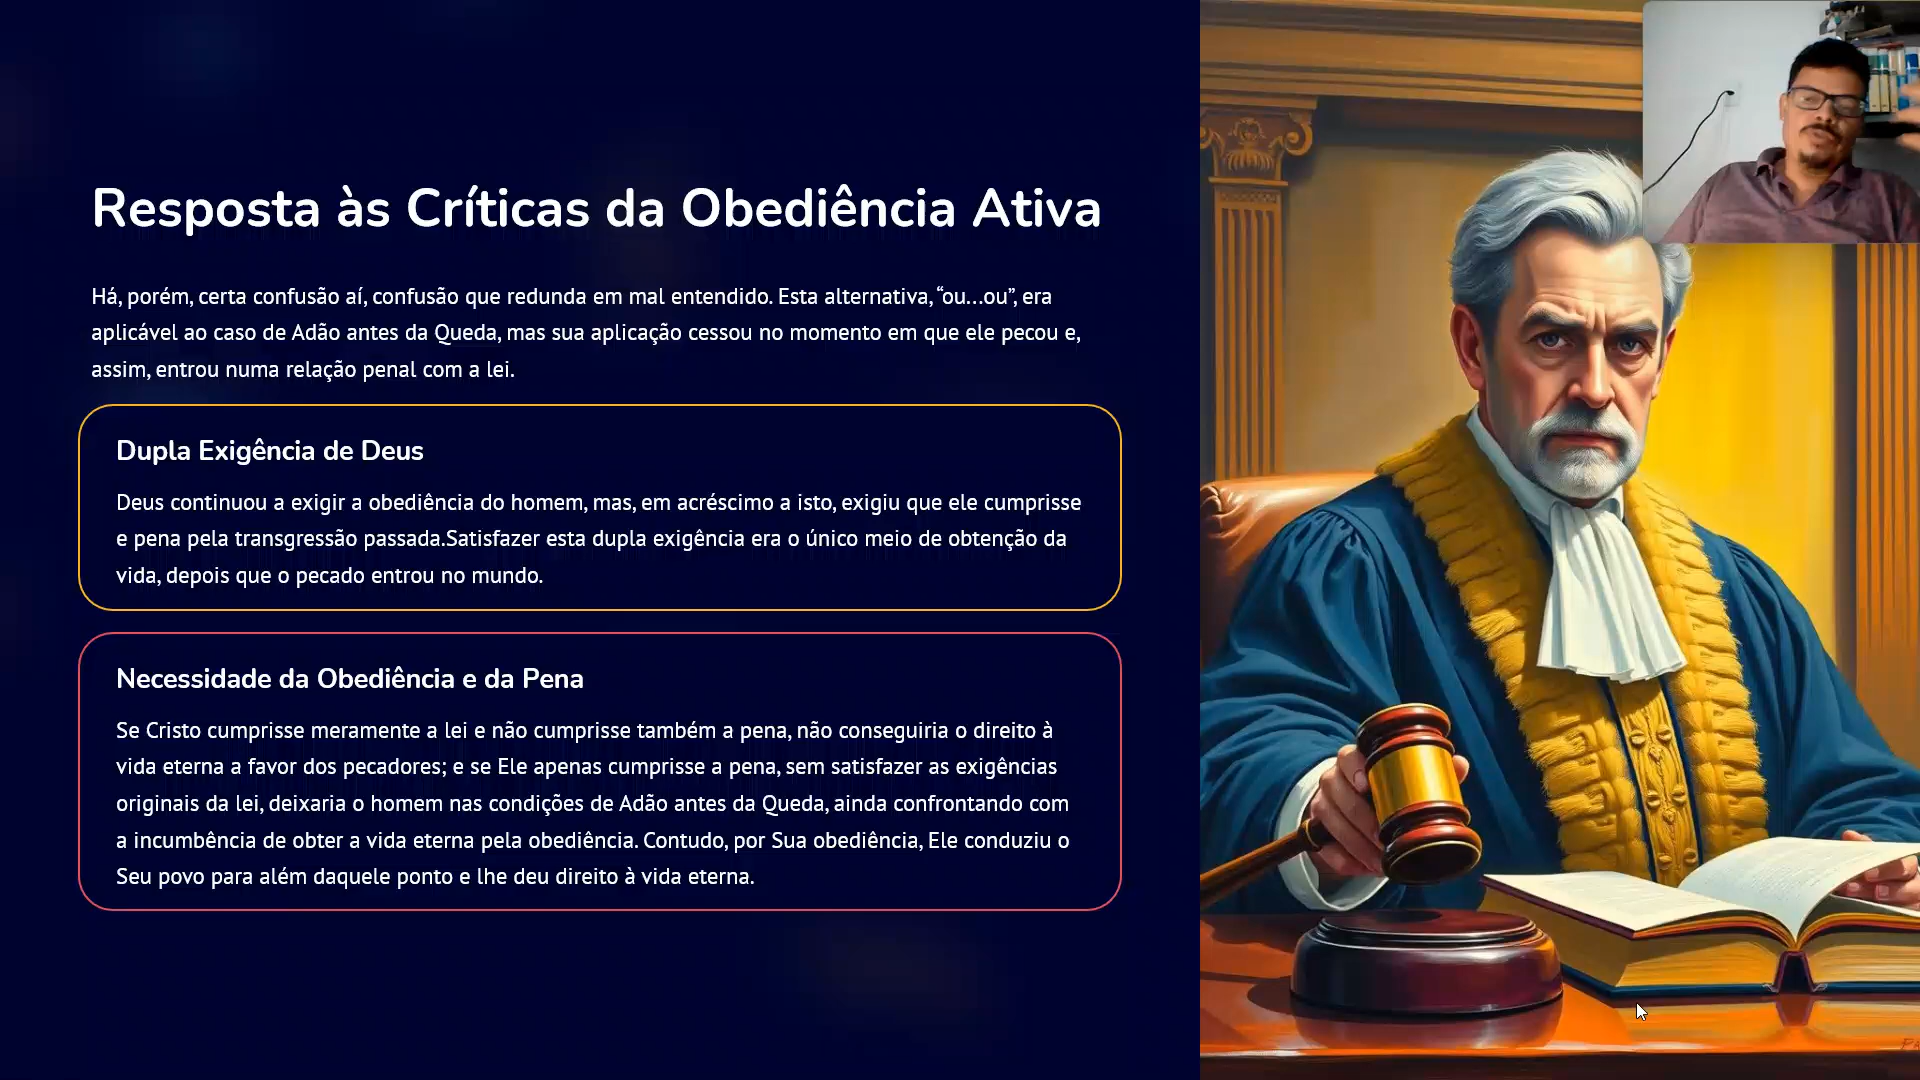 Resposta às Críticas da Obediência Ativa
Há, porém, certa confusão aí, confusão que redunda em mal entendido. Esta alternativa, “ou...ou”, era
aplicável ao caso de Adão antes da Queda, mas sua aplicação cessou no momento em que ele pecou e,
assim, entrou numa relação penal com a lei.
Dupla Exigência de Deus
Deus continuou a exigir a obediência do homem, mas, em acréscimo a isto, exigiu que ele cumprisse
e pena pela transgressão passada.Satisfazer esta dupla exigência era o único meio de obtenção da
vida, depois que o pecado entrou no mundo.
Necessidade da Obediência e da Pena
Se Cristo cumprisse meramente a lei e não cumprisse também a pena, não conseguiria o direito à
vida eterna a favor dos pecadores; e se Ele apenas cumprisse a pena, sem satisfazer as exigências
originais da lei, deixaria o homem nas condições de Adão antes da Queda, ainda confrontando com
a incumbência de obter a vida eterna pela obediência. Contudo, por Sua obediência, Ele conduziu o
Seu povo para além daquele ponto e lhe deu direito à vida eterna.